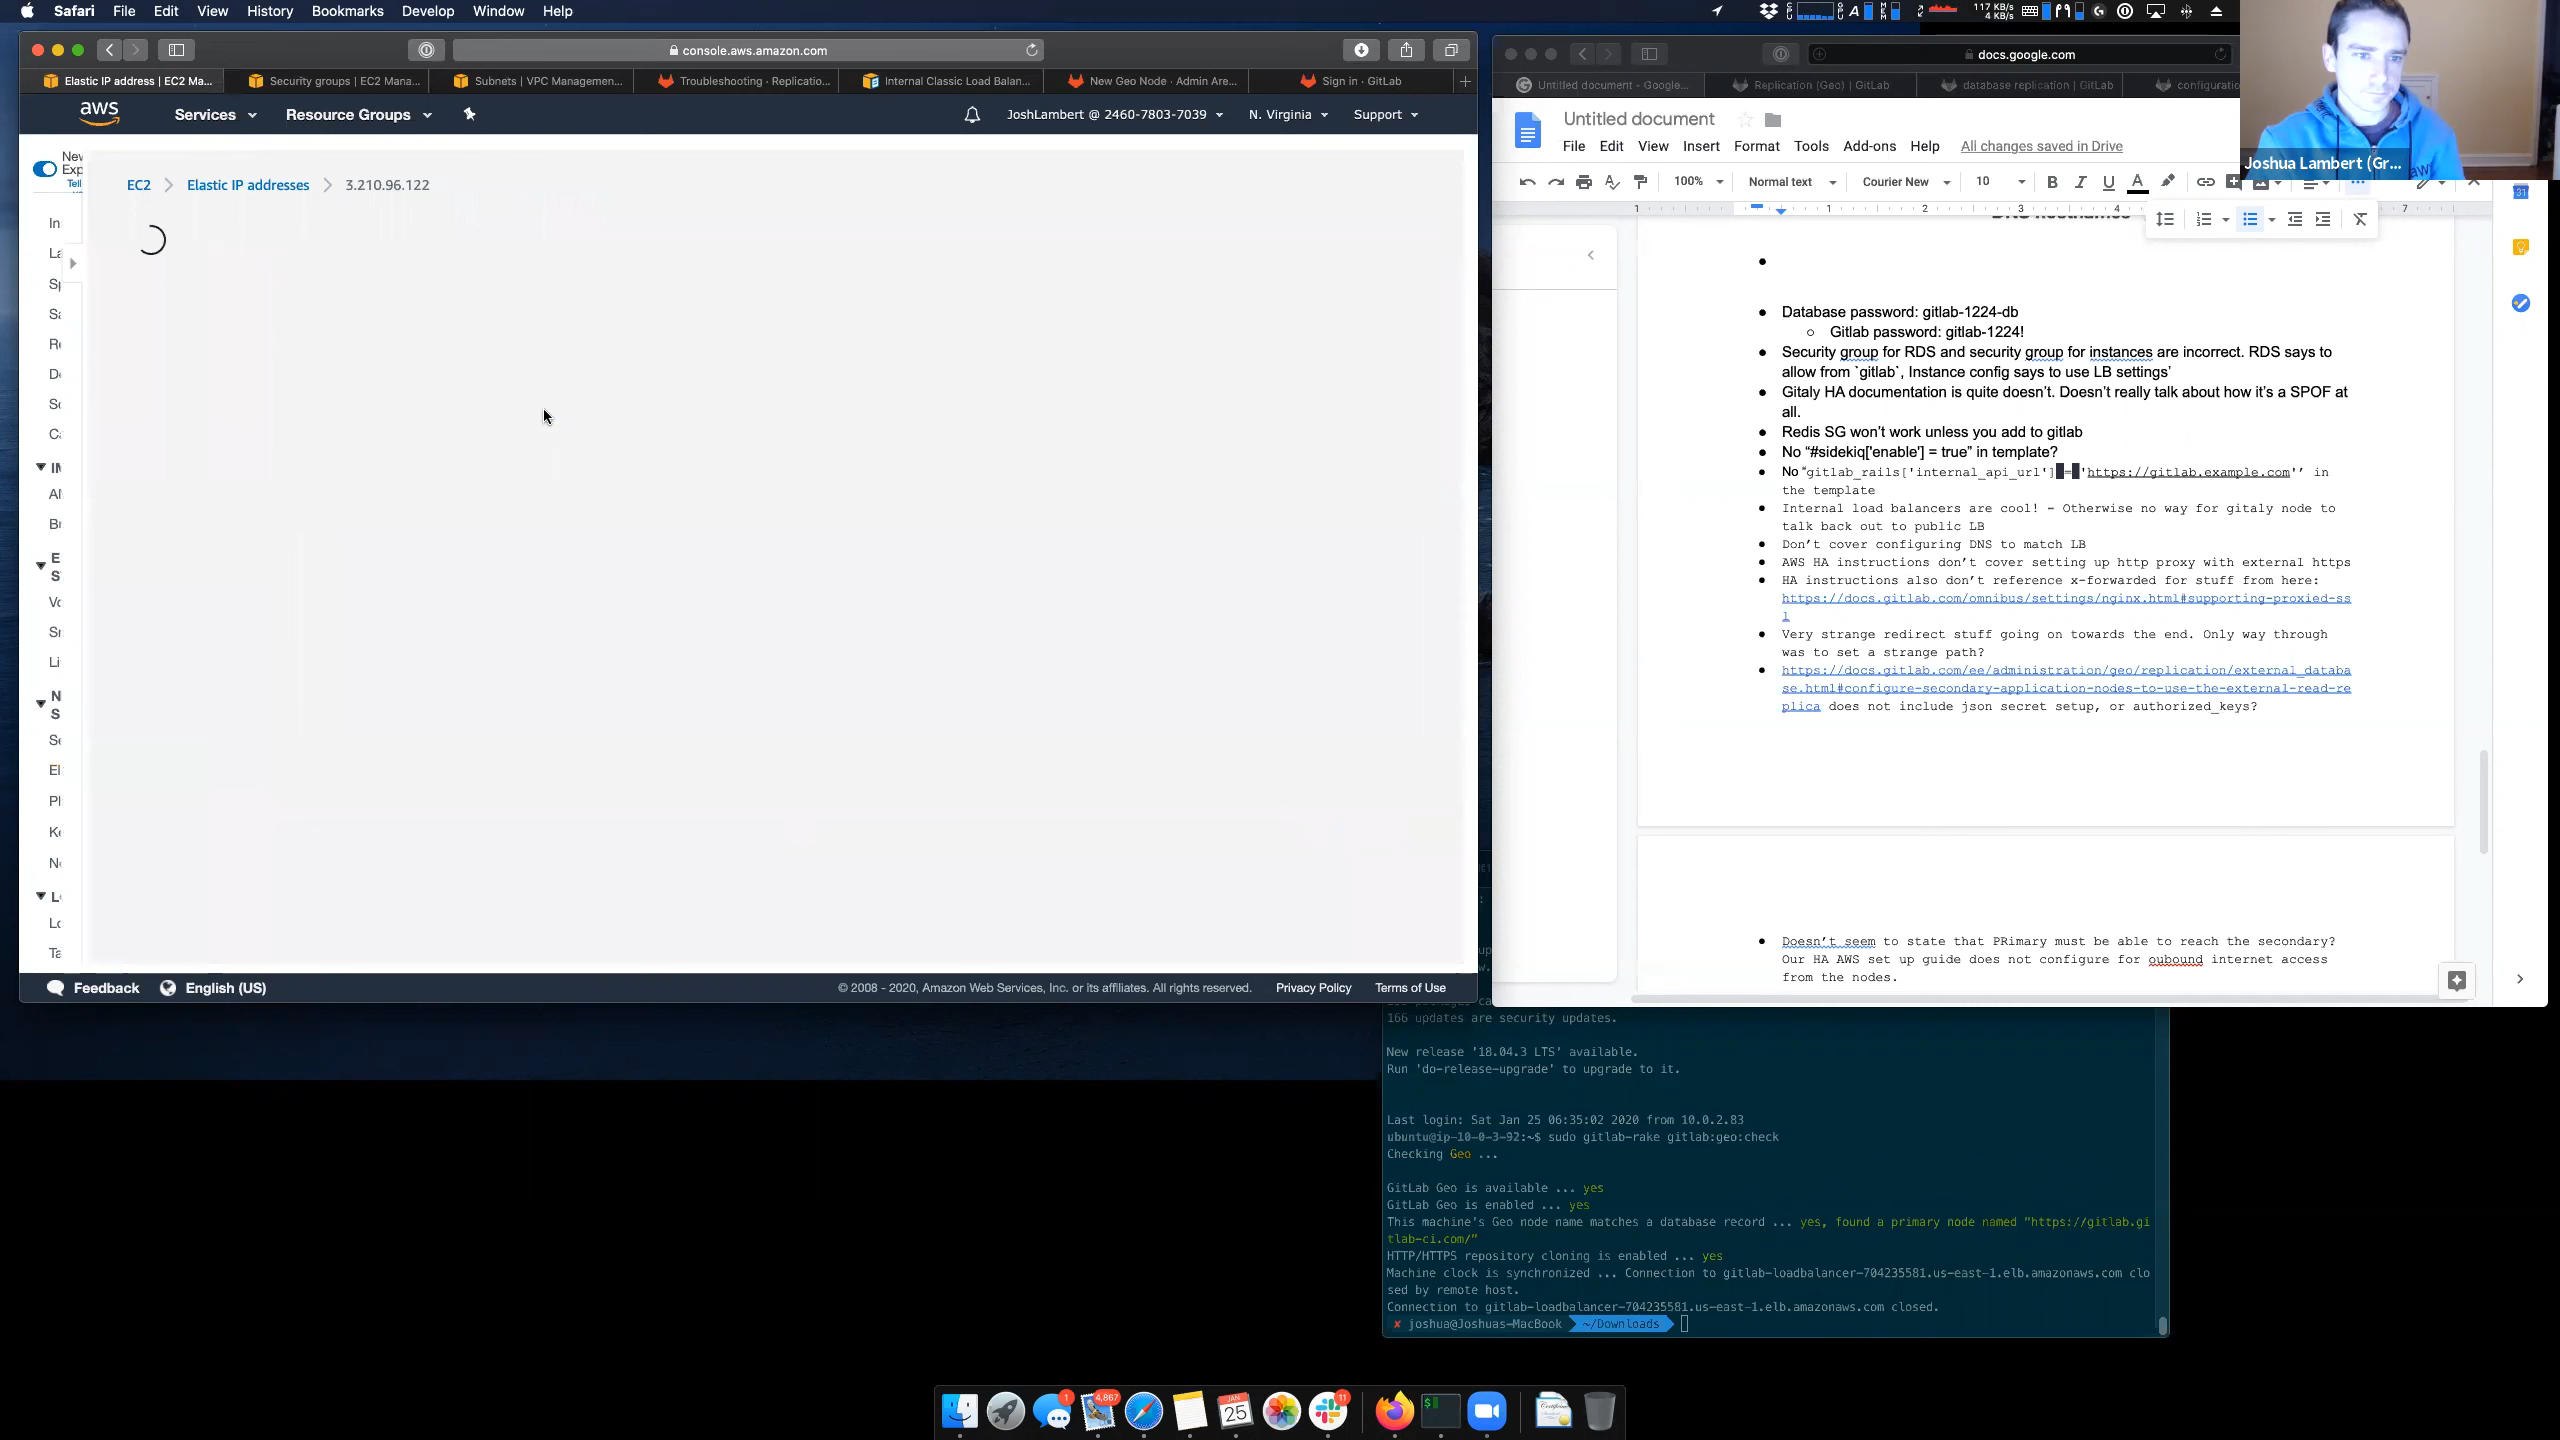 Safari File Edit View History Bookmarks Develop Window Help
117 KB/s
4 KB/s
console.aws.amazon.com
Elastic IP address | EC2 Ma...
Security groups | EC2 Mana...
Subnets | VPC Managemen...
Troubleshooting · Replicatio...
Internal Classic Load Balan...
New Geo Node · Admin Are...
Sign in · GitLab
aws
Services
Resource Groups
JoshLambert @ 2460-7803-7039
N. Virginia
Support
EC2
Elastic IP addresses
3.210.96.122
Feedback
English (US)
© 2008 - 2020, Amazon Web Services, Inc. or its affiliates. All rights reserved.
Privacy Policy
Terms of Use
docs.google.com
Untitled document - Google...
Replication (Geo) | GitLab
database replication | GitLab
configuratio
Joshua Lambert (Gr...
Untitled document
File Edit View Insert Format Tools Add-ons Help
All changes saved in Drive
100%
Normal text
Courier New
10
Database password: gitlab-1224-db
Gitlab password: gitlab-1224!
Security group for RDS and security group for instances are incorrect. RDS says to
allow from `gitlab`, Instance config says to use LB settings'
Gitaly HA documentation is quite doesn't. Doesn't really talk about how it's a SPOF at
all.
Redis SG won't work unless you add to gitlab
No "#sidekiq['enable'] = true" in template?
No "gitlab_rails['internal_api_url'] = 'https://gitlab.example.com'' in
the template
Internal load balancers are cool! - Otherwise no way for gitaly node to
talk back out to public LB
Don't cover configuring DNS to match LB
AWS HA instructions don't cover setting up http proxy with external https
HA instructions also don't reference x-forwarded for stuff from here:
https://docs.gitlab.com/omnibus/settings/nginx.html#supporting-proxied-ss
l
Very strange redirect stuff going on towards the end. Only way through
was to set a strange path?
https://docs.gitlab.com/ee/administration/geo/replication/external_databa
se.html#configure-secondary-application-nodes-to-use-the-external-read-re
plica does not include json secret setup, or authorized_keys?
Doesn't seem to state that PRimary must be able to reach the secondary?
Our HA AWS set up guide does not configure for oubound internet access
from the nodes.
166 updates are security updates.
New release '18.04.3 LTS' available.
Run 'do-release-upgrade' to upgrade to it.
Last login: Sat Jan 25 06:35:02 2020 from 10.0.2.83
ubuntu@ip-10-0-3-92:~$ sudo gitlab-rake gitlab:geo:check
Checking Geo ...
GitLab Geo is available ... yes
GitLab Geo is enabled ... yes
This machine's Geo node name matches a database record ... yes, found a primary node named "https://gitlab.gi
tlab-ci.com/"
HTTP/HTTPS repository cloning is enabled ... yes
Machine clock is synchronized ... Connection to gitlab-loadbalancer-704235581.us-east-1.elb.amazonaws.com clo
sed by remote host.
Connection to gitlab-loadbalancer-704235581.us-east-1.elb.amazonaws.com closed.
✘ joshua@Joshuas-MacBook ~/Downloads
1
4,867
JAN
25
11